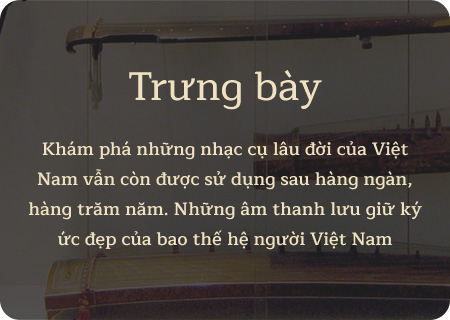 Trưng bày
Khám phá những nhạc cụ lâu đời của Việt
Nam vẫn còn được sử dụng sau hàng ngàn,
hàng trăm năm. Những âm thanh lưu giữ ký
ức đẹp của bao thế hệ người Việt Nam